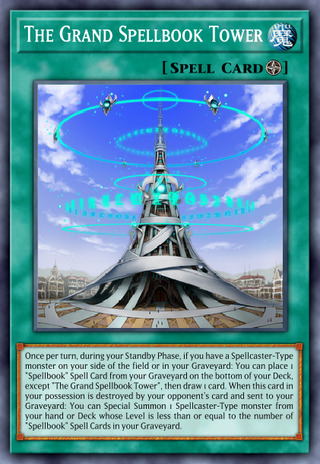 The Grand Spellbook Tower
魔
[Spell Card]
Once per turn, during your Standby Phase, if you have a Spellcaster-Type
monster on your side of the field or in your Graveyard: You can place 1
"Spellbook" Spell Card from your Graveyard on the bottom of your Deck,
except "The Grand Spellbook Tower", then draw 1 card. When this card in
your possession is destroyed by your opponent's card and sent to your
Graveyard: You can Special Summon 1 Spellcaster-Type monster from
your hand or Deck whose Level is less than or equal to the number of
"Spellbook" Spell Cards in your Graveyard.